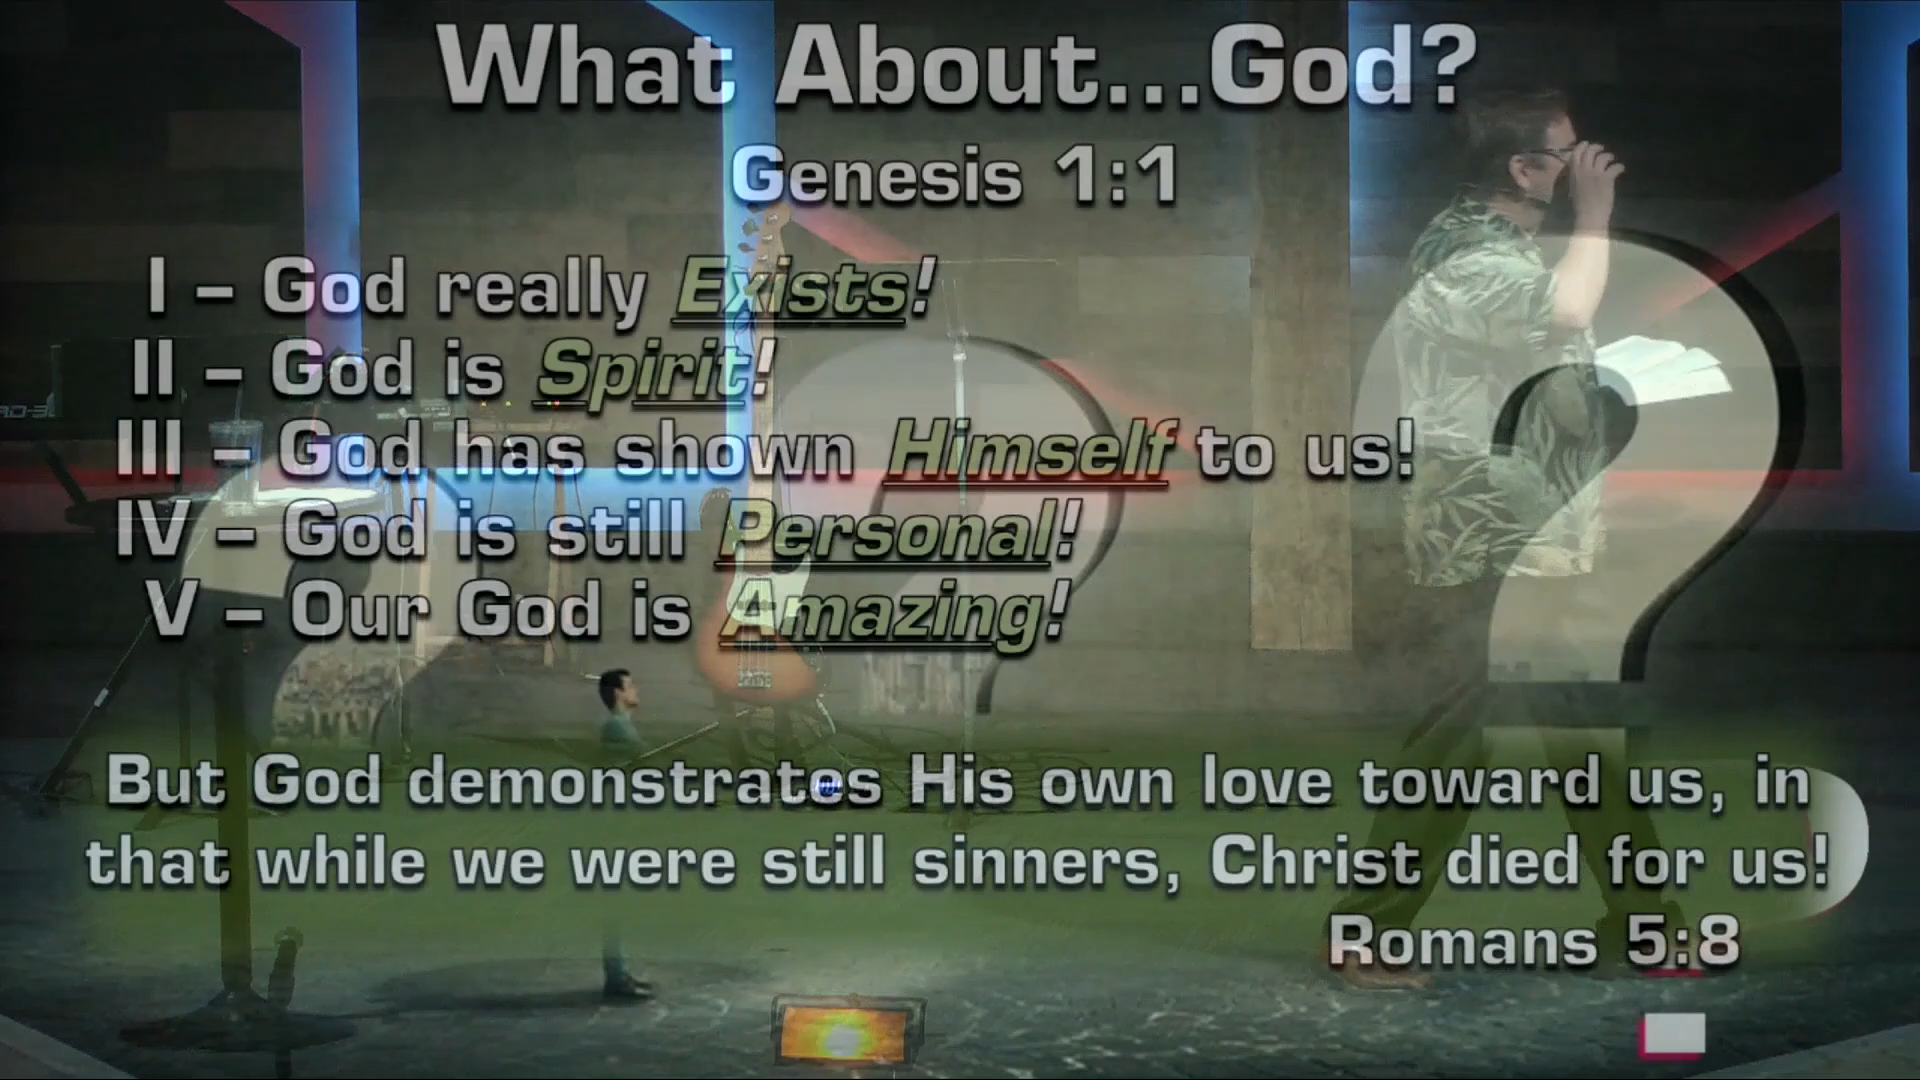 What About...God?
Genesis 1:1
I – God really Exists!
II – God is Spirit!
III – God has shown Himself to us!
IV – God is still Personal!
V – Our God is Amazing!
But God demonstrates His own love toward us, in
that while we were still sinners, Christ died for us!
Romans 5:8